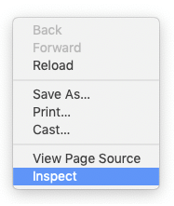 Back
Forward
Reload
Save As...
Print...
Cast...
View Page Source
Inspect